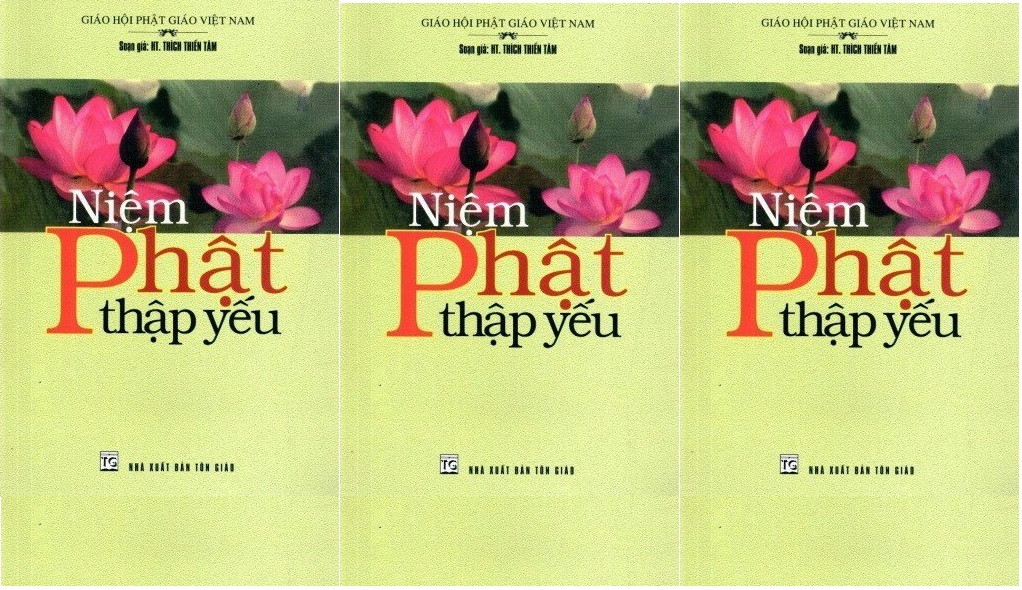 GIÁO HỘI PHẬT GIÁO VIỆT NAM
Soạn giả: HT. THÍCH THIỀN TÂM
Niệm
Phật
thập yếu
TG
NHÀ XUẤT BẢN TÔN GIÁO
GIÁO HỘI PHẬT GIÁO VIỆT NAM
Soạn giả: HT. THÍCH THIỀN TÂM
Niệm
Phật
thập yếu
TG
NHÀ XUẤT BẢN TÔN GIÁO
GIÁO HỘI PHẬT GIÁO VIỆT NAM
Soạn giả: HT. THÍCH THIỀN TÂM
Niệm
Phật
thập yếu
TG
NHÀ XUẤT BẢN TÔN GIÁO